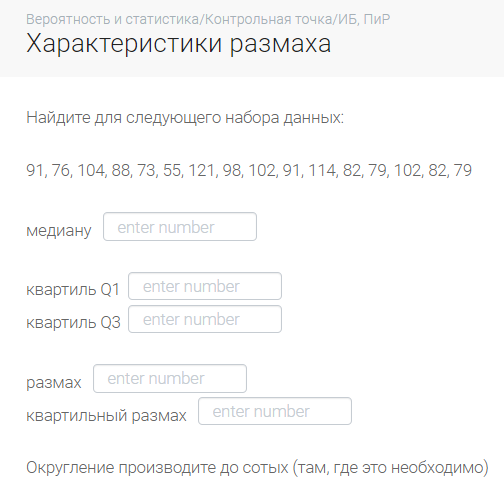 Вероятность и статистика/Контрольная точка/ИБ, ПиР
Характеристики размаха
Найдите для следующего набора данных:
91, 76, 104, 88, 73, 55, 121, 98, 102, 91, 114, 82, 79, 102, 82, 79
медиану enter number
квартиль Q1 enter number
квартиль Q3 enter number
размах enter number
квартильный размах enter number
Округление производите до сотых (там, где это необходимо)